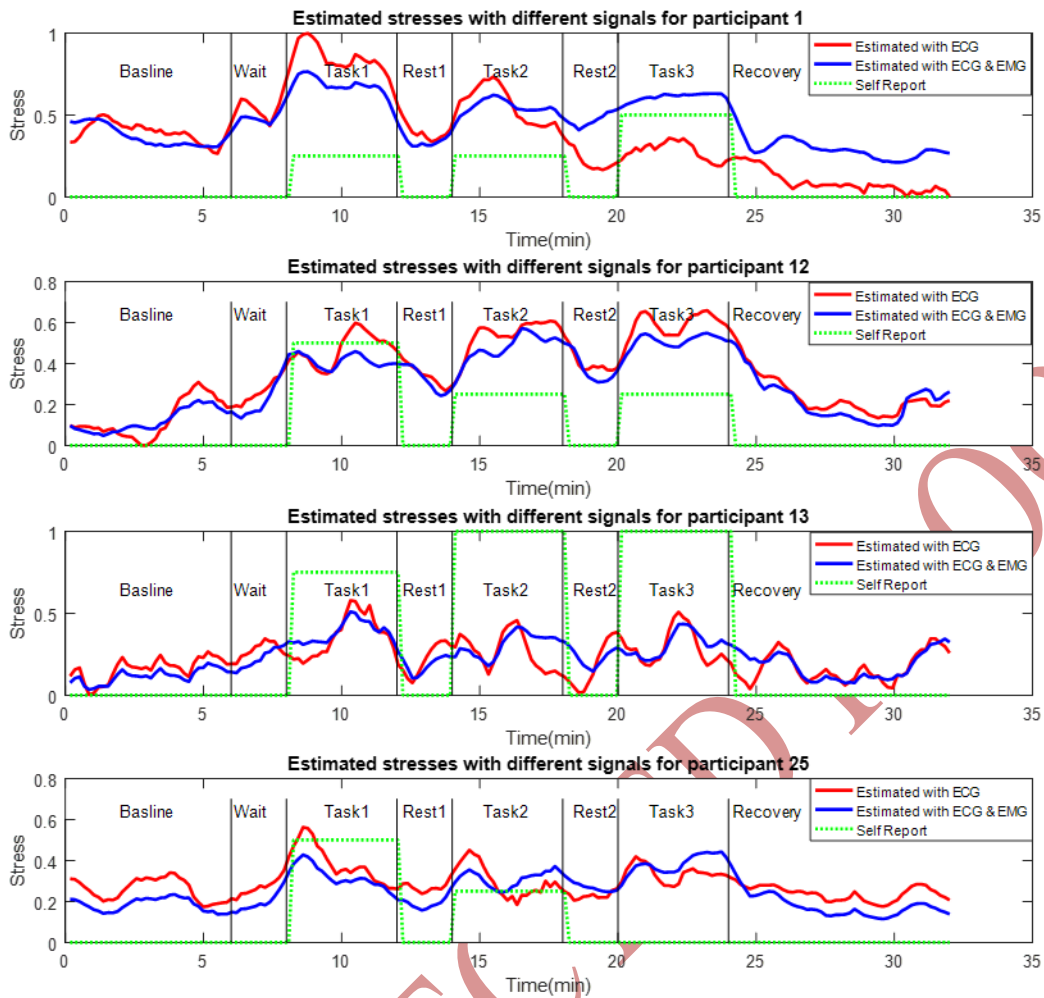 Estimated stresses with different signals for participant 1
1
0.5
0
Stress
Basline Wait Task1 Rest1 Task2 Rest2 Task3 Recovery
Estimated with ECG
Estimated with ECG & EMG
Self Report
0 5 10 15 20 25 30 35
Time(min)
Estimated stresses with different signals for participant 12
0.8
0.6
0.4
0.2
0
Stress
Basline Wait Task1 Rest1 Task2 Rest2 Task3 Recovery
Estimated with ECG
Estimated with ECG & EMG
Self Report
0 5 10 15 20 25 30 35
Time(min)
Estimated stresses with different signals for participant 13
1
0.5
0
Stress
Basline Wait Task1 Rest1 Task2 Rest2 Task3 Recovery
Estimated with ECG
Estimated with ECG & EMG
Self Report
0 5 10 15 20 25 30 35
Time(min)
Estimated stresses with different signals for participant 25
0.8
0.6
0.4
0.2
0
Stress
Basline Wait Task1 Rest1 Task2 Rest2 Task3 Recovery
Estimated with ECG
Estimated with ECG & EMG
Self Report
0 5 10 15 20 25 30 35
Time(min)